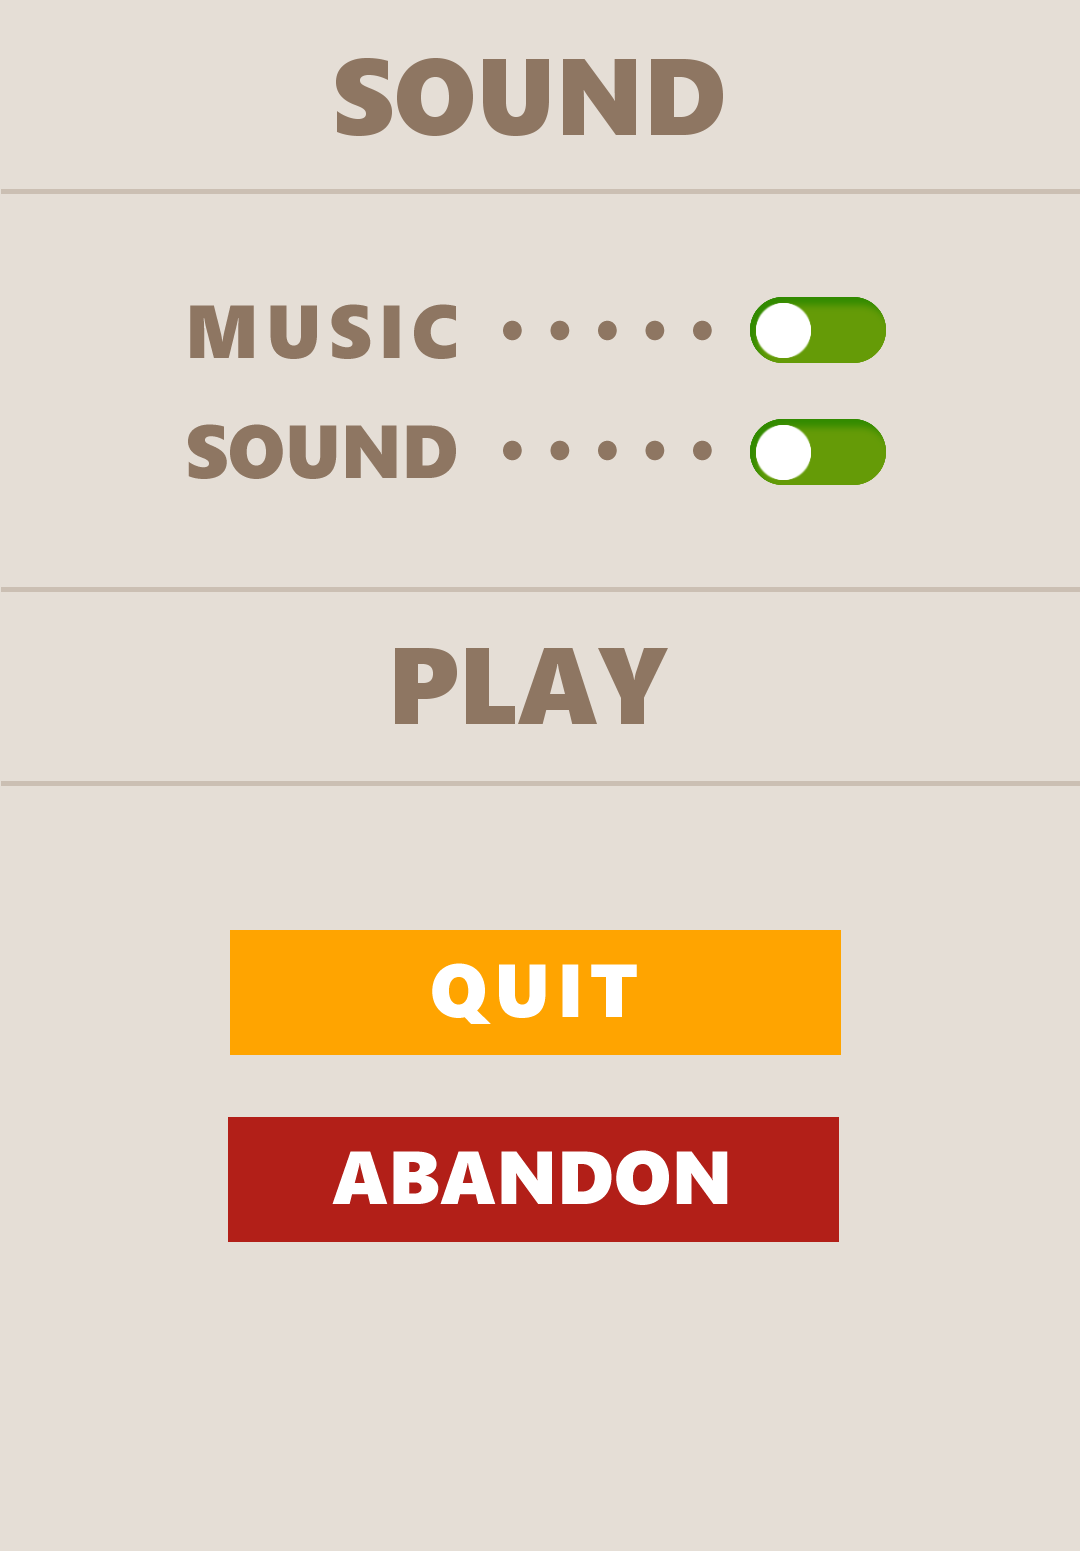 SOUND
MUSIC • • • • •
SOUND • • • • •
PLAY
QUIT
ABANDON